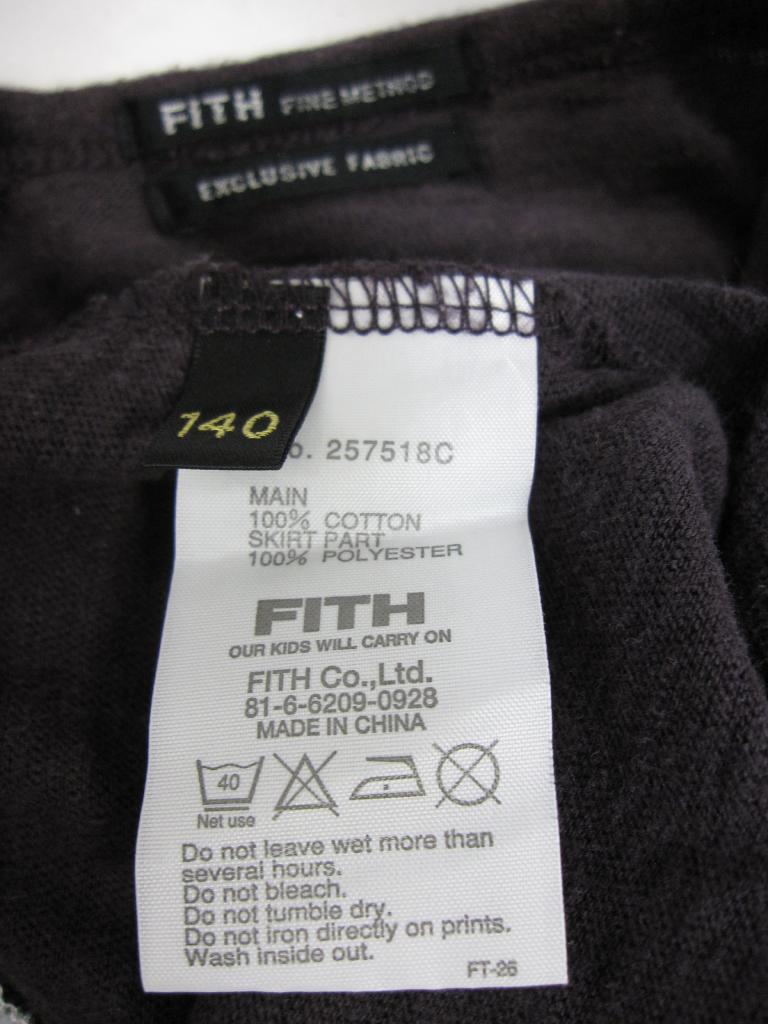 FITH FINE METHOD
EXCLUSIVE FABRIC
140
o. 257518C
MAIN
100% COTTON
SKIRT PART
100% POLYESTER
FITH
OUR KIDS WILL CARRY ON
FITH Co.,Ltd.
81-6-6209-0928
MADE IN CHINA
40
Net use
Do not leave wet more than
several hours.
Do not bleach.
Do not tumble dry.
Do not iron directly on prints.
Wash inside out.
FT-26